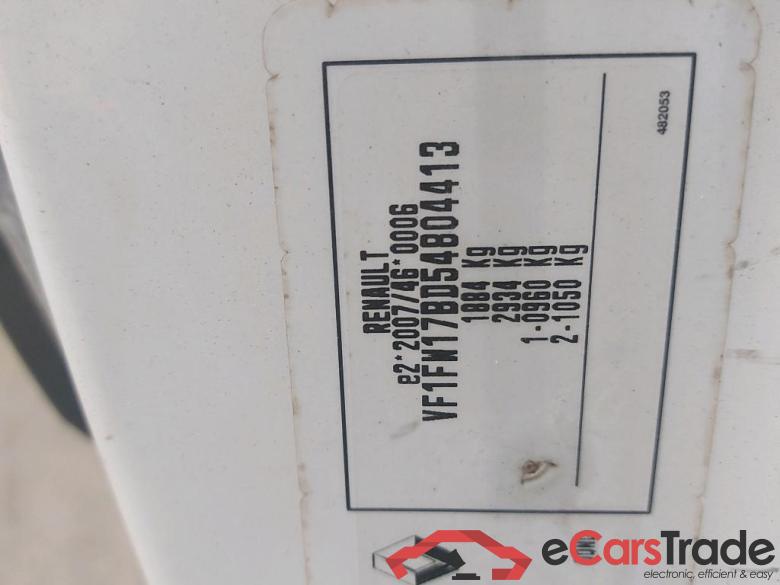 RENAULT
e2*2007/46*0006
VF1FW17BD54804413
1884 Kg
2934 Kg
1-0960 Kg
2-1050 Kg
482053
eCarsTrade
electronic, efficient & easy